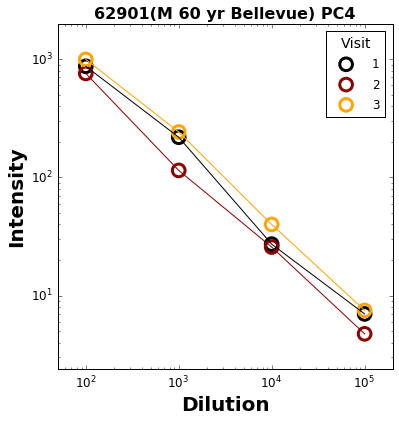 62901(M 60 yr Bellevue) PC4
Visit
1
2
3
Intensity
10³
10²
10¹
10² 10³ 10⁴ 10⁵
Dilution